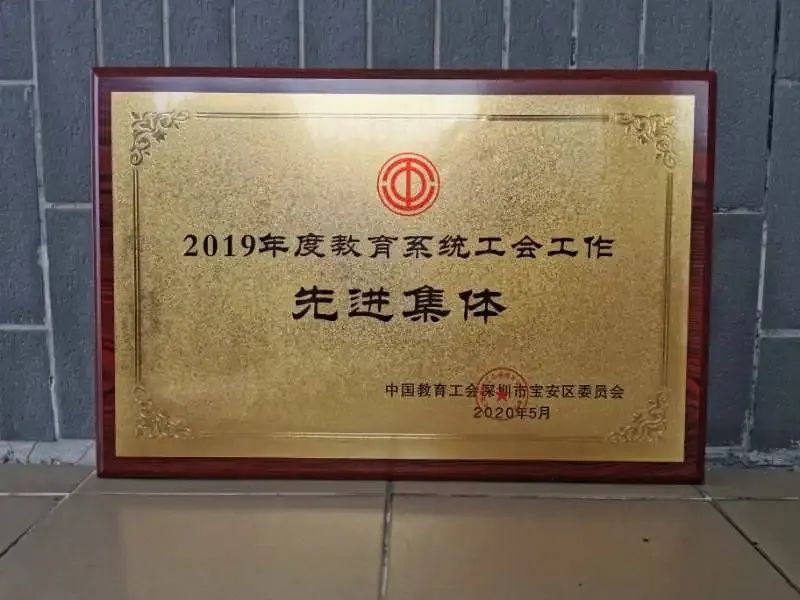 2019年度教育系统工会工作
先进集体
中国教育工会深圳市宝安区委员会
2020年5月